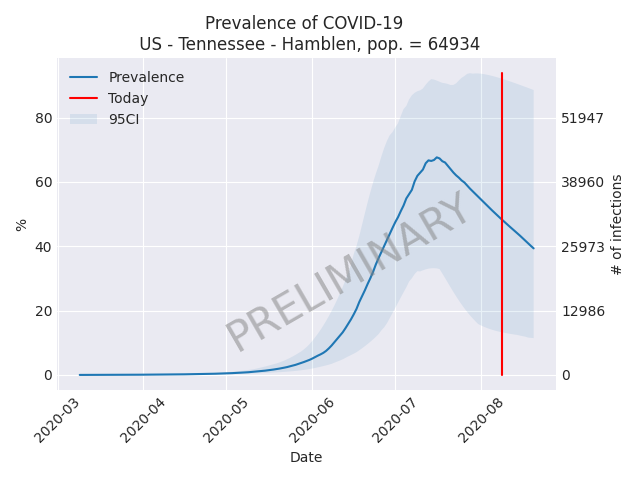 Prevalence of COVID-19
US - Tennessee - Hamblen, pop. = 64934
Prevalence
Today
95CI
80
60
40
20
0
%
51947
38960
25973
12986
0
# of infections
PRELIMINARY
2020-03
2020-04
2020-05
2020-06
2020-07
2020-08
Date